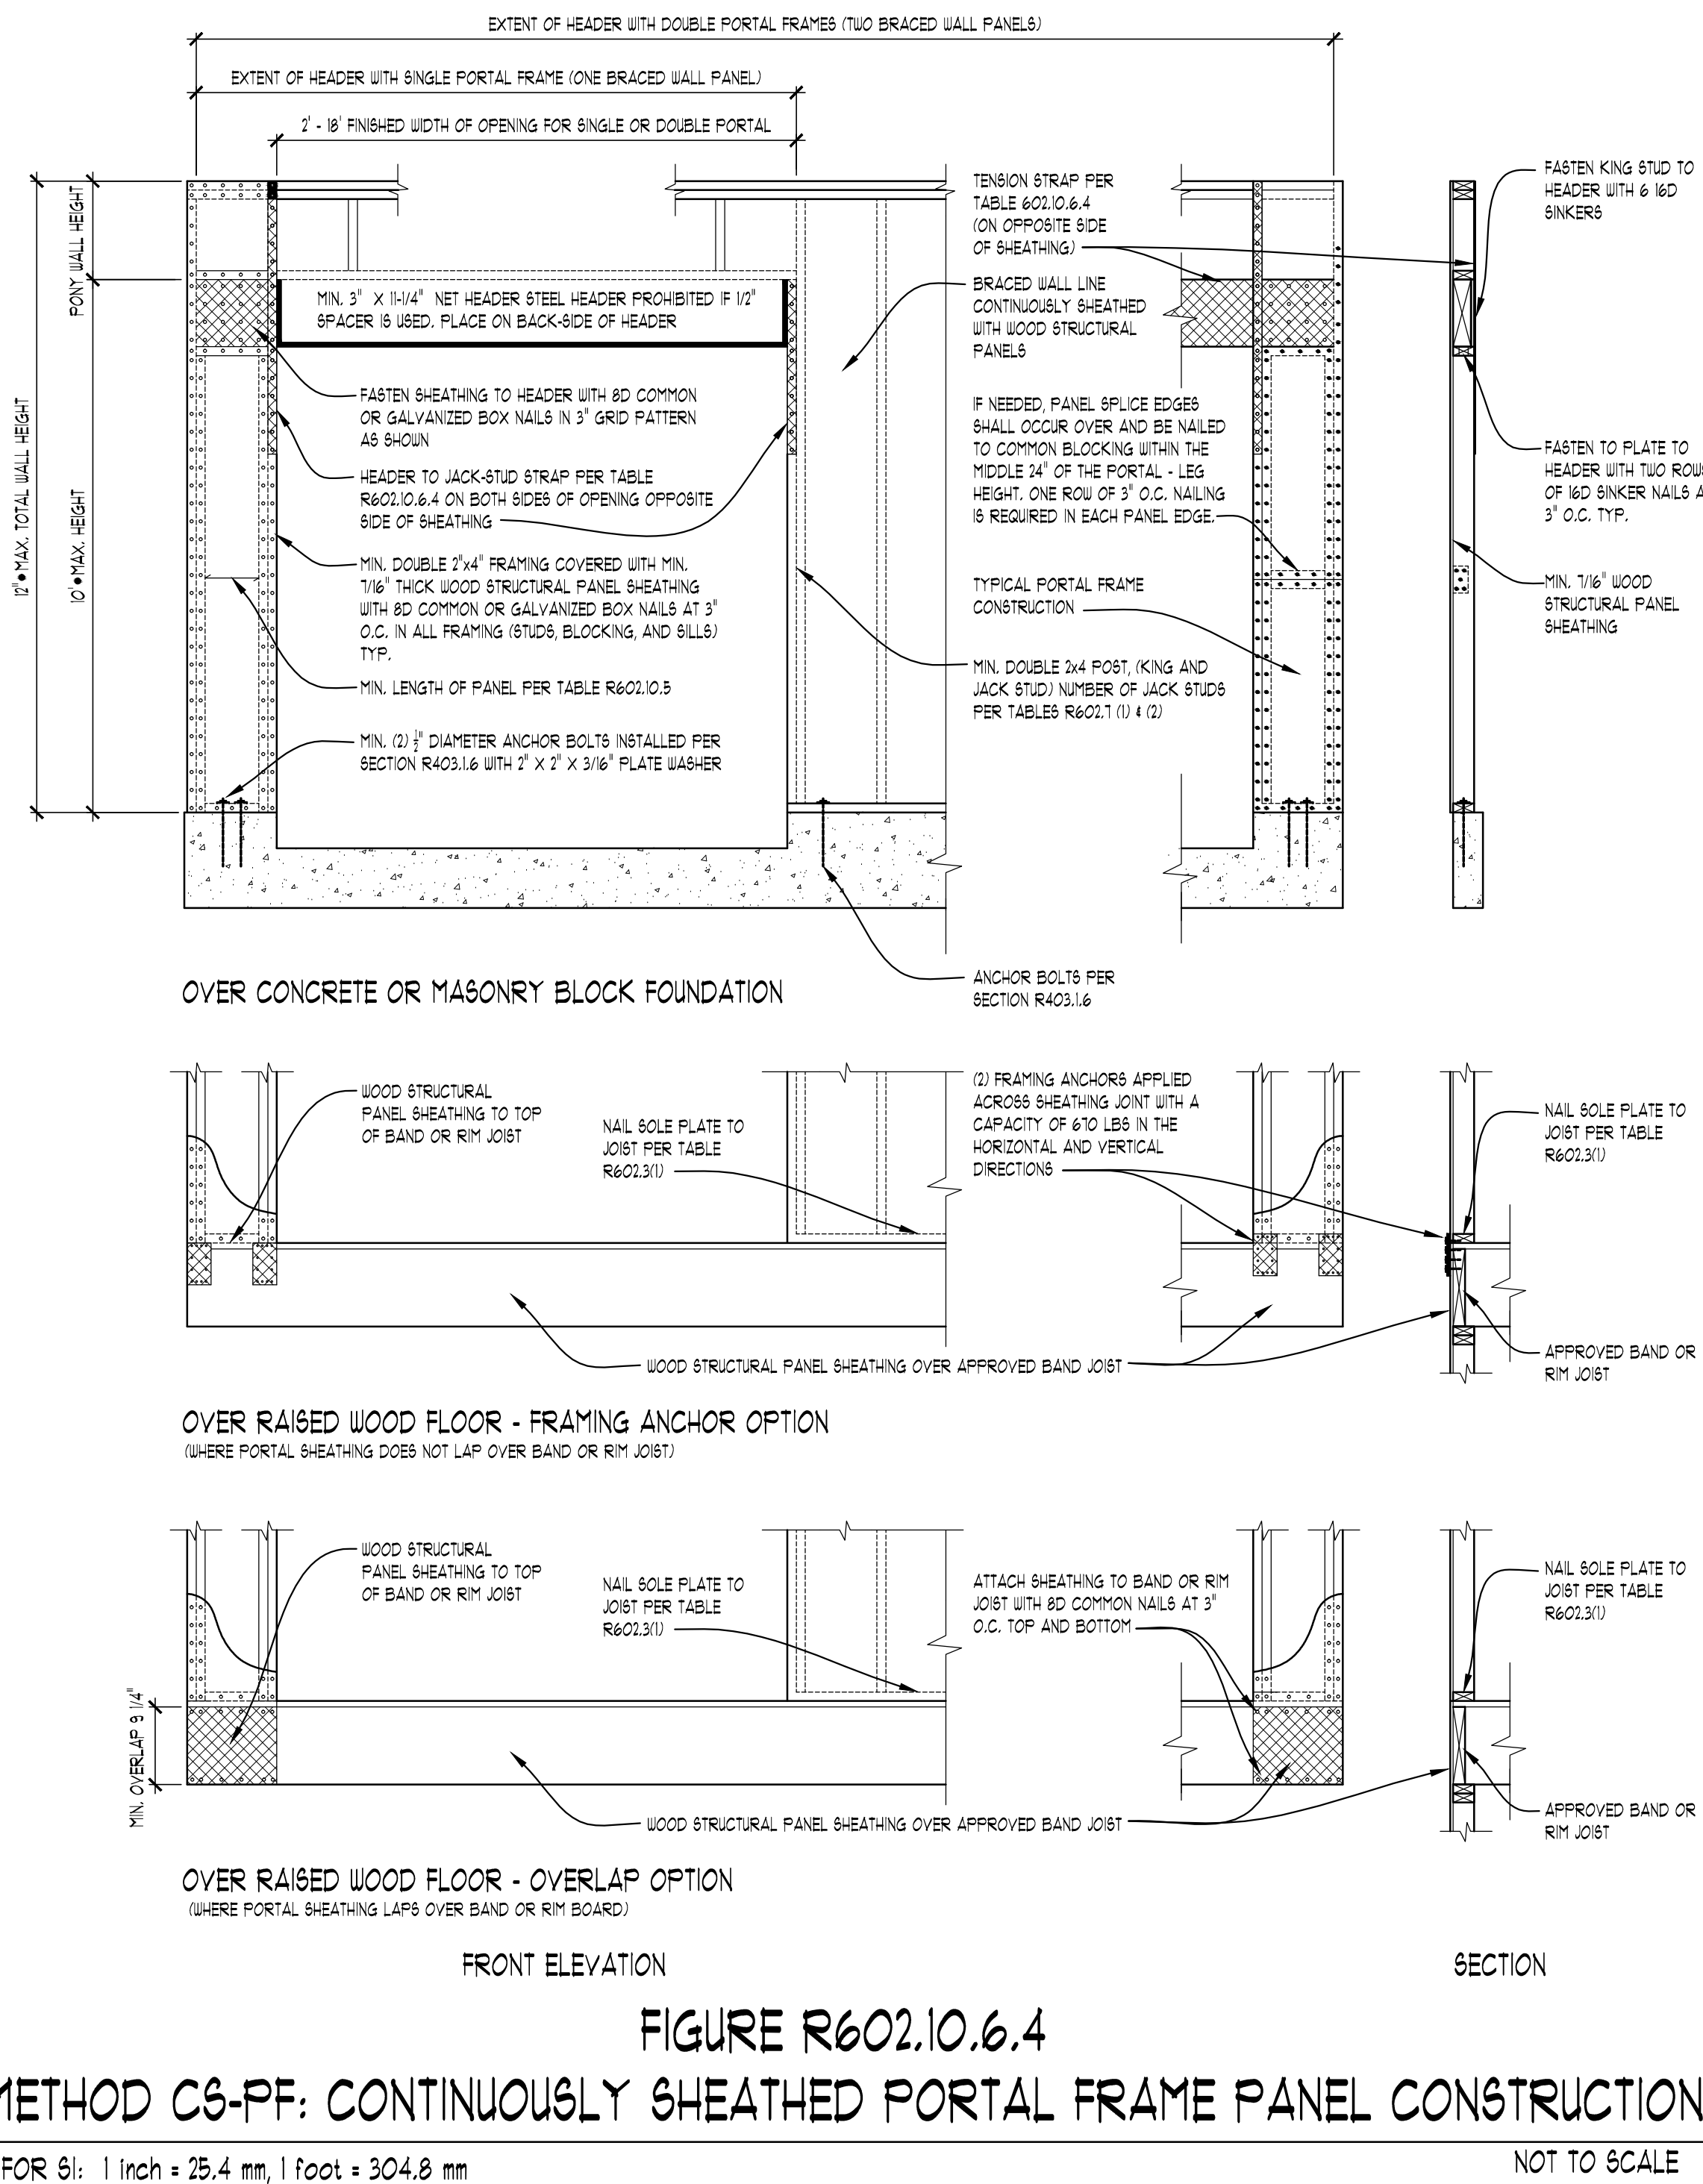 EXTENT OF HEADER WITH DOUBLE PORTAL FRAMES (TWO BRACED WALL PANELS)
EXTENT OF HEADER WITH SINGLE PORTAL FRAME (ONE BRACED WALL PANEL)
2' - 18' FINISHED WIDTH OF OPENING FOR SINGLE OR DOUBLE PORTAL
12"•MAX. TOTAL WALL HEIGHT
PONY WALL HEIGHT
10'•MAX. HEIGHT
MIN. 3" X 11-1/4" NET HEADER STEEL HEADER PROHIBITED IF 1/2"
SPACER IS USED. PLACE ON BACK-SIDE OF HEADER
FASTEN SHEATHING TO HEADER WITH 8D COMMON
OR GALVANIZED BOX NAILS IN 3" GRID PATTERN
AS SHOWN
HEADER TO JACK-STUD STRAP PER TABLE
R602.10.6.4 ON BOTH SIDES OF OPENING OPPOSITE
SIDE OF SHEATHING
MIN. DOUBLE 2"x4" FRAMING COVERED WITH MIN.
7/16" THICK WOOD STRUCTURAL PANEL SHEATHING
WITH 8D COMMON OR GALVANIZED BOX NAILS AT 3"
O.C. IN ALL FRAMING (STUDS, BLOCKING, AND SILLS)
TYP.
MIN. LENGTH OF PANEL PER TABLE R602.10.5
MIN. (2) 1/2" DIAMETER ANCHOR BOLTS INSTALLED PER
SECTION R403.1.6 WITH 2" X 2" X 3/16" PLATE WASHER
TENSION STRAP PER
TABLE 602.10.6.4
(ON OPPOSITE SIDE
OF SHEATHING)
BRACED WALL LINE
CONTINUOUSLY SHEATHED
WITH WOOD STRUCTURAL
PANELS
IF NEEDED, PANEL SPLICE EDGES
SHALL OCCUR OVER AND BE NAILED
TO COMMON BLOCKING WITHIN THE
MIDDLE 24" OF THE PORTAL - LEG
HEIGHT. ONE ROW OF 3" O.C. NAILING
IS REQUIRED IN EACH PANEL EDGE.
TYPICAL PORTAL FRAME
CONSTRUCTION
MIN. DOUBLE 2x4 POST, (KING AND
JACK STUD) NUMBER OF JACK STUDS
PER TABLES R602.7 (1) & (2)
ANCHOR BOLTS PER
SECTION R403.1.6
FASTEN KING STUD TO
HEADER WITH 6 16D
SINKERS
FASTEN TO PLATE TO
HEADER WITH TWO ROWS
OF 16D SINKER NAILS A
3" O.C. TYP.
MIN. 7/16" WOOD
STRUCTURAL PANEL
SHEATHING
OVER CONCRETE OR MASONRY BLOCK FOUNDATION
WOOD STRUCTURAL
PANEL SHEATHING TO TOP
OF BAND OR RIM JOIST
NAIL SOLE PLATE TO
JOIST PER TABLE
R602.3(1)
(2) FRAMING ANCHORS APPLIED
ACROSS SHEATHING JOINT WITH A
CAPACITY OF 670 LBS IN THE
HORIZONTAL AND VERTICAL
DIRECTIONS
NAIL SOLE PLATE TO
JOIST PER TABLE
R602.3(1)
WOOD STRUCTURAL PANEL SHEATHING OVER APPROVED BAND JOIST
APPROVED BAND OR
RIM JOIST
OVER RAISED WOOD FLOOR - FRAMING ANCHOR OPTION
(WHERE PORTAL SHEATHING DOES NOT LAP OVER BAND OR RIM JOIST)
WOOD STRUCTURAL
PANEL SHEATHING TO TOP
OF BAND OR RIM JOIST
NAIL SOLE PLATE TO
JOIST PER TABLE
R602.3(1)
ATTACH SHEATHING TO BAND OR RIM
JOIST WITH 8D COMMON NAILS AT 3"
O.C. TOP AND BOTTOM
NAIL SOLE PLATE TO
JOIST PER TABLE
R602.3(1)
MIN. OVERLAP 9 1/4"
WOOD STRUCTURAL PANEL SHEATHING OVER APPROVED BAND JOIST
APPROVED BAND OR
RIM JOIST
OVER RAISED WOOD FLOOR - OVERLAP OPTION
(WHERE PORTAL SHEATHING LAPS OVER BAND OR RIM BOARD)
FRONT ELEVATION
SECTION
FIGURE R602.10.6.4
METHOD CS-PF: CONTINUOUSLY SHEATHED PORTAL FRAME PANEL CONSTRUCTION
FOR SI: 1 inch = 25.4 mm, 1 foot = 304.8 mm
NOT TO SCALE